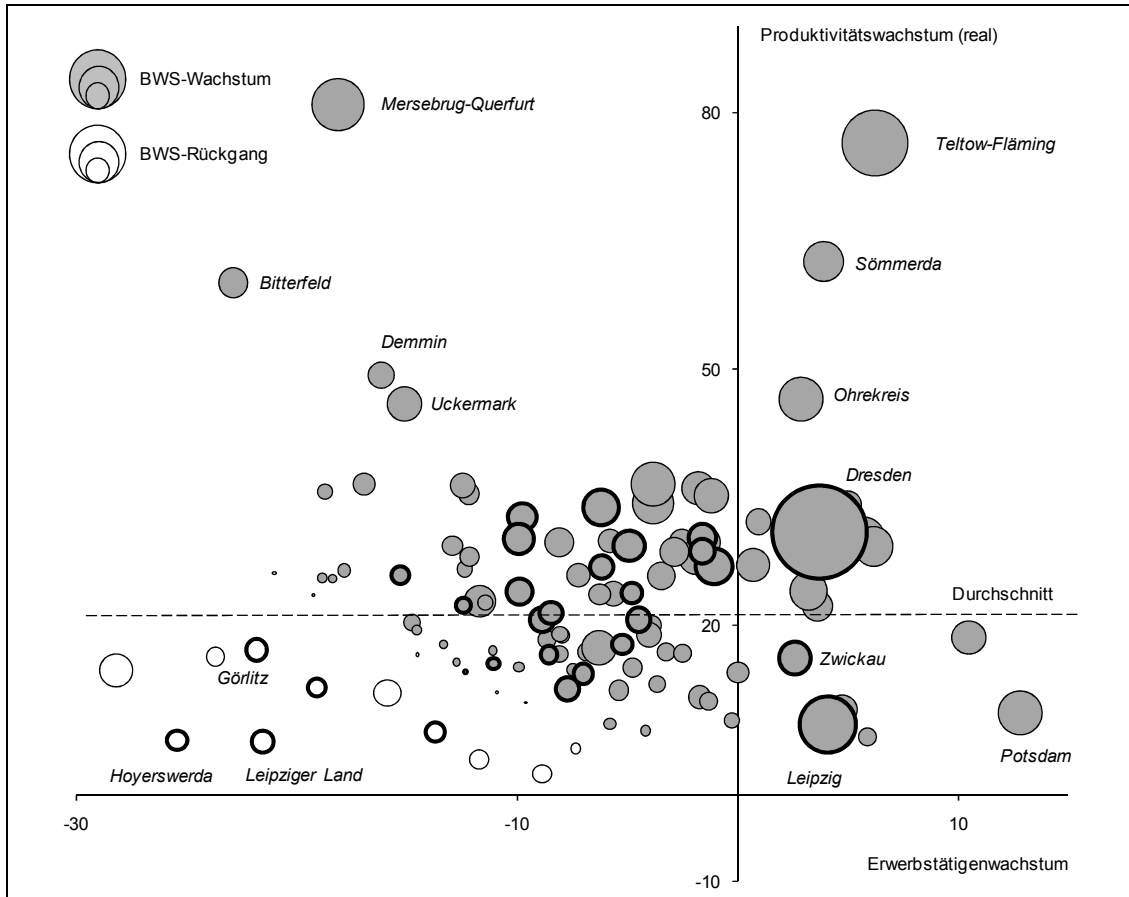 Produktivitätswachstum (real)
BWS-Wachstum
Mersebrug-Querfurt
80
Teltow-Fläming
BWS-Rückgang
Sömmerda
Bitterfeld
Demmin
50
Uckermark
Ohrekreis
Dresden
Durchschnitt
20
Zwickau
Görlitz
Potsdam
Hoyerswerda
Leipziger Land
Leipzig
-30
-10
10
Erwerbstätigenwachstum
-10